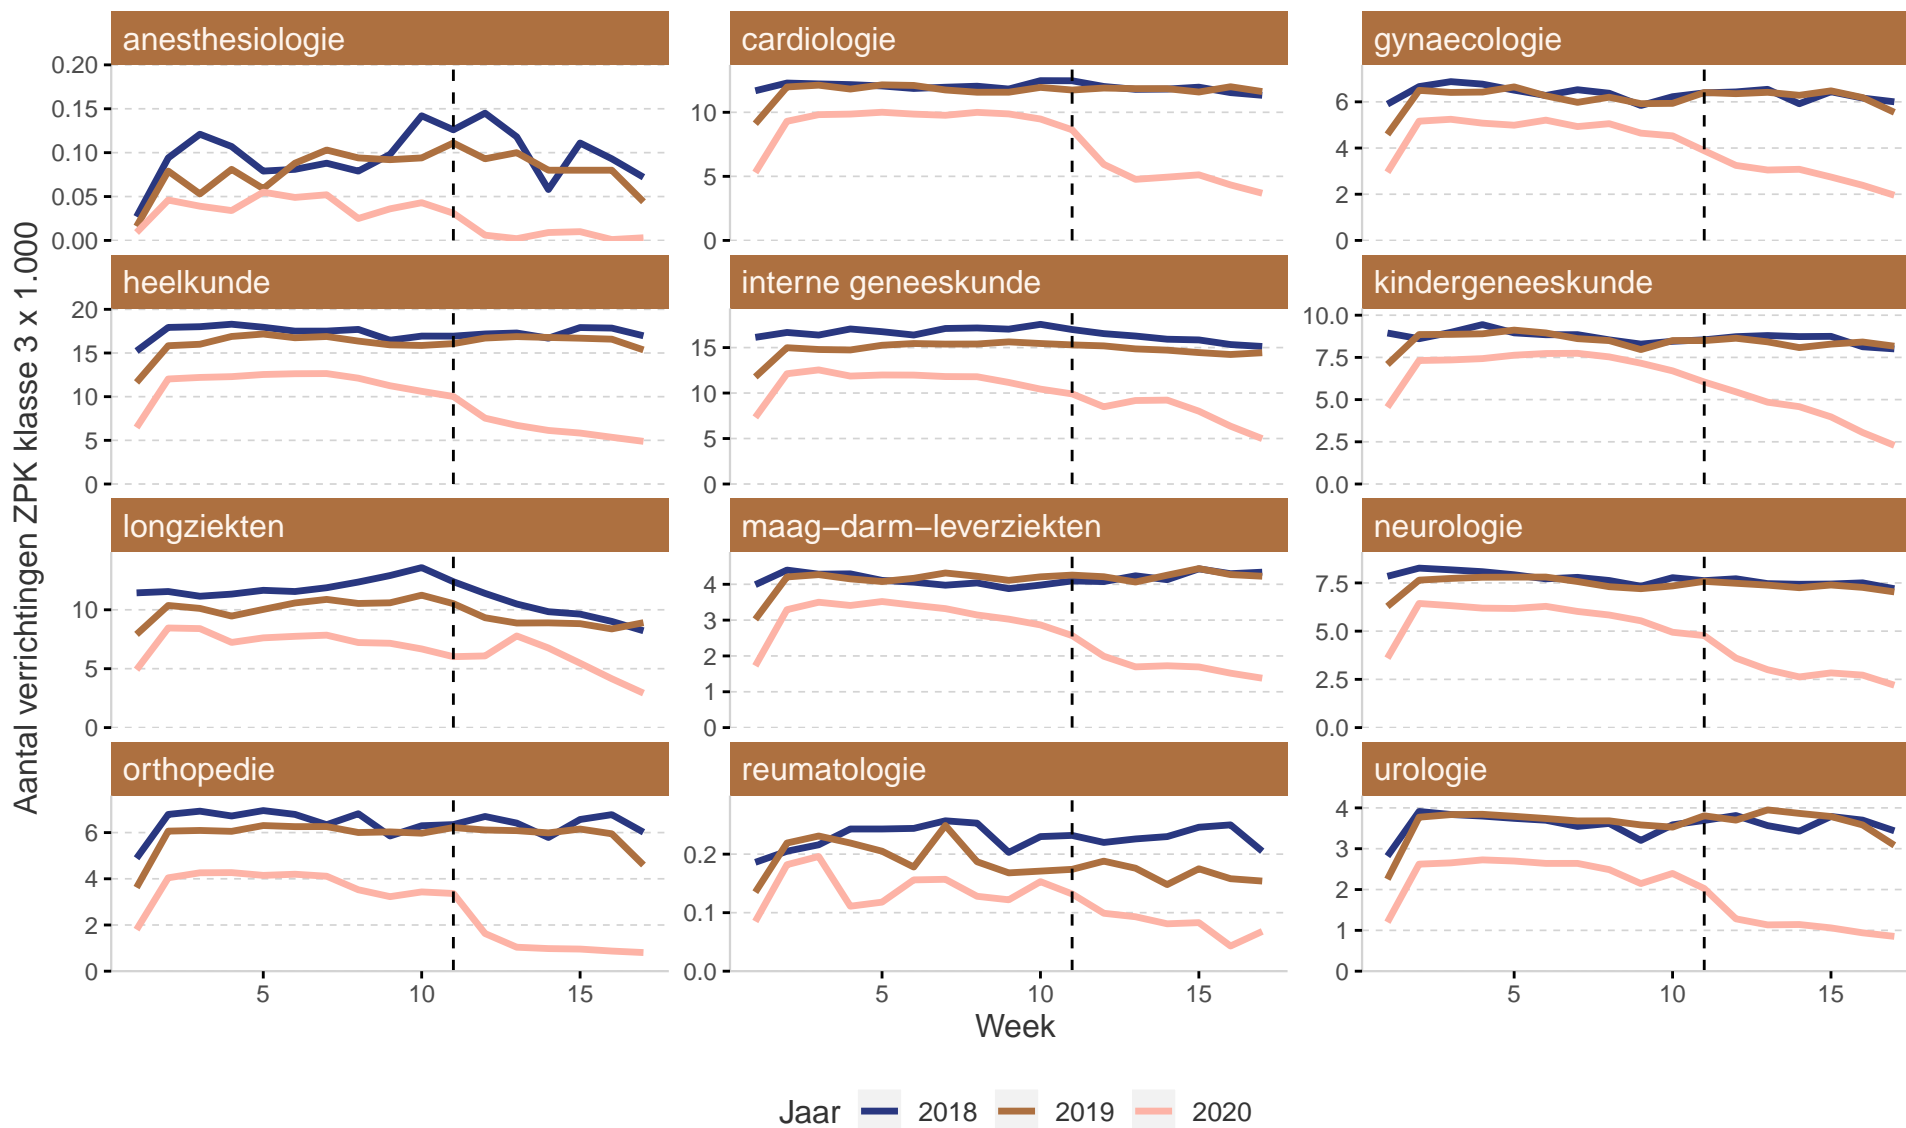 Aantal verrichtingen ZPK klasse 3 x 1.000
anesthesiologie
0.20
0.15
0.10
0.05
0.00
cardiologie
10
5
0
gynaecologie
6
4
2
0
heelkunde
20
15
10
5
0
interne geneeskunde
15
10
5
0
kindergeneeskunde
10.0
7.5
5.0
2.5
0.0
longziekten
10
5
0
maag−darm−leverziekten
4
3
2
1
0
neurologie
7.5
5.0
2.5
0.0
orthopedie
6
4
2
0
5 10 15
reumatologie
0.2
0.1
0.0
5 10 15
urologie
4
3
2
1
0
5 10 15
Week
Jaar 2018 2019 2020